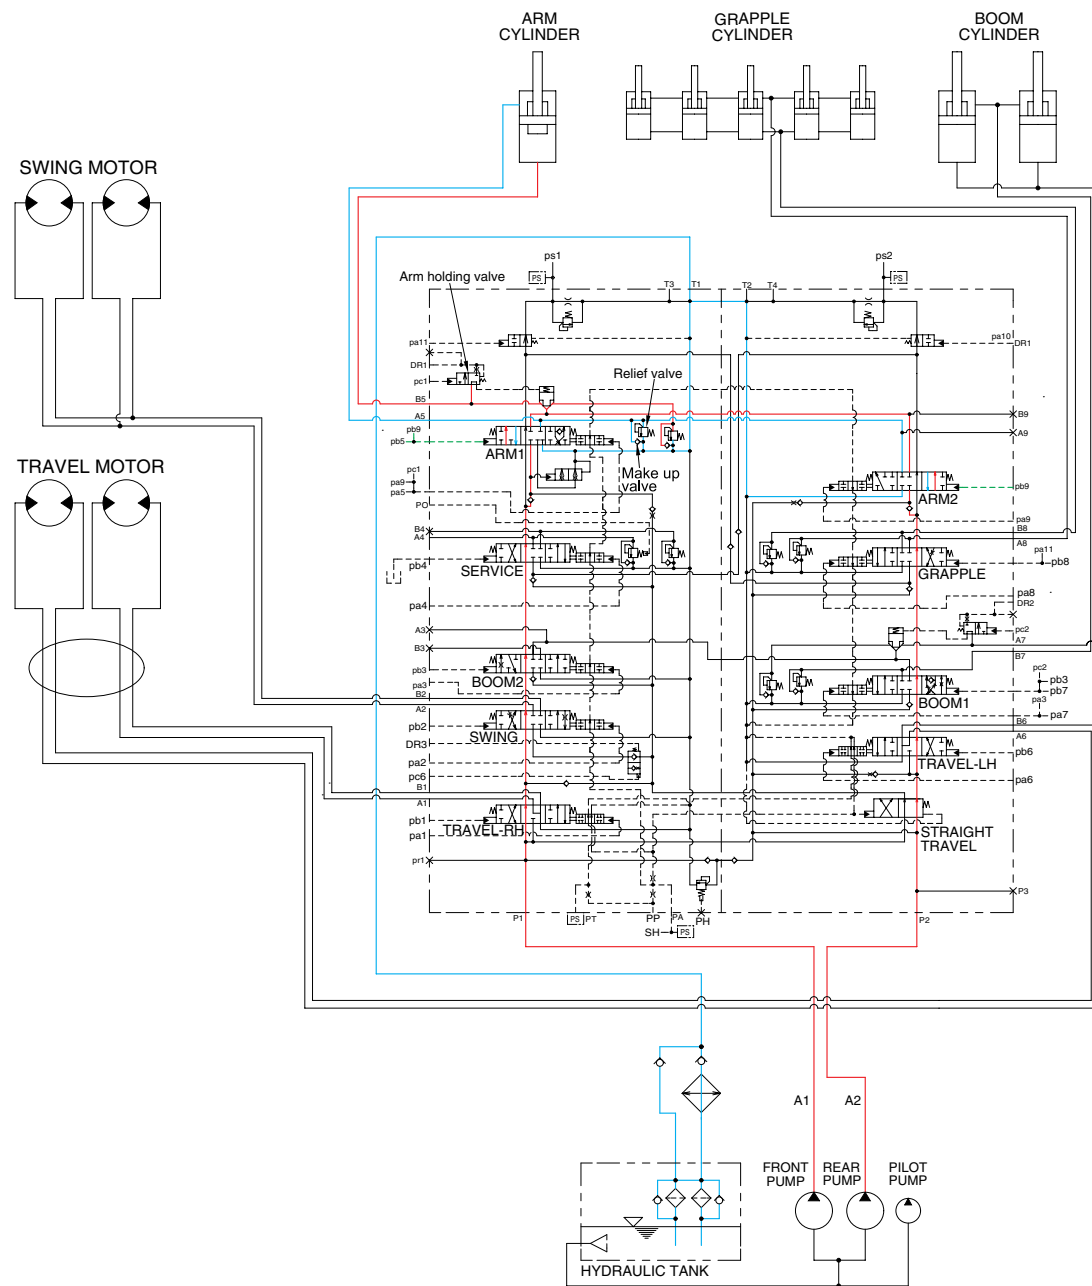 ARM
CYLINDER
GRAPPLE
CYLINDER
BOOM
CYLINDER
SWING MOTOR
TRAVEL MOTOR
ps1
PS
ps2
PS
Arm holding valve
T3
T1
T2
T4
pa11
DR1
pc1
B5
A5
pb9
pb5
ARM1
Relief valve
Make up
valve
pa10
DR1
B9
A9
pc1
pa9
pa5
PO
ARM2
pb9
pa9
B4
A4
SERVICE
pb4
pa4
B8
A8
GRAPPLE
pa11
pb8
pa8
DR2
pc2
A7
A3
B3
BOOM2
pb3
pa3
B2
B7
pc2
pb3
pb7
BOOM1
pa3
pa7
A2
pb2
SWING
DR3
pa2
pc6
B6
A6
TRAVEL-LH
pb6
pa6
B1
A1
pb1
TRAVEL-RH
pa1
pr1
STRAIGHT
TRAVEL
P3
P1
PS
PT
PP
PA
PH
SH
PS
P2
A1
A2
FRONT
PUMP
REAR
PUMP
PILOT
PUMP
HYDRAULIC TANK